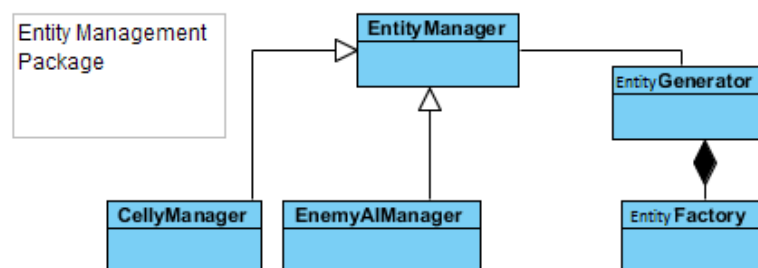 Entity Management
Package
EntityManager
EntityGenerator
CellyManager
EnemyAIManager
EntityFactory